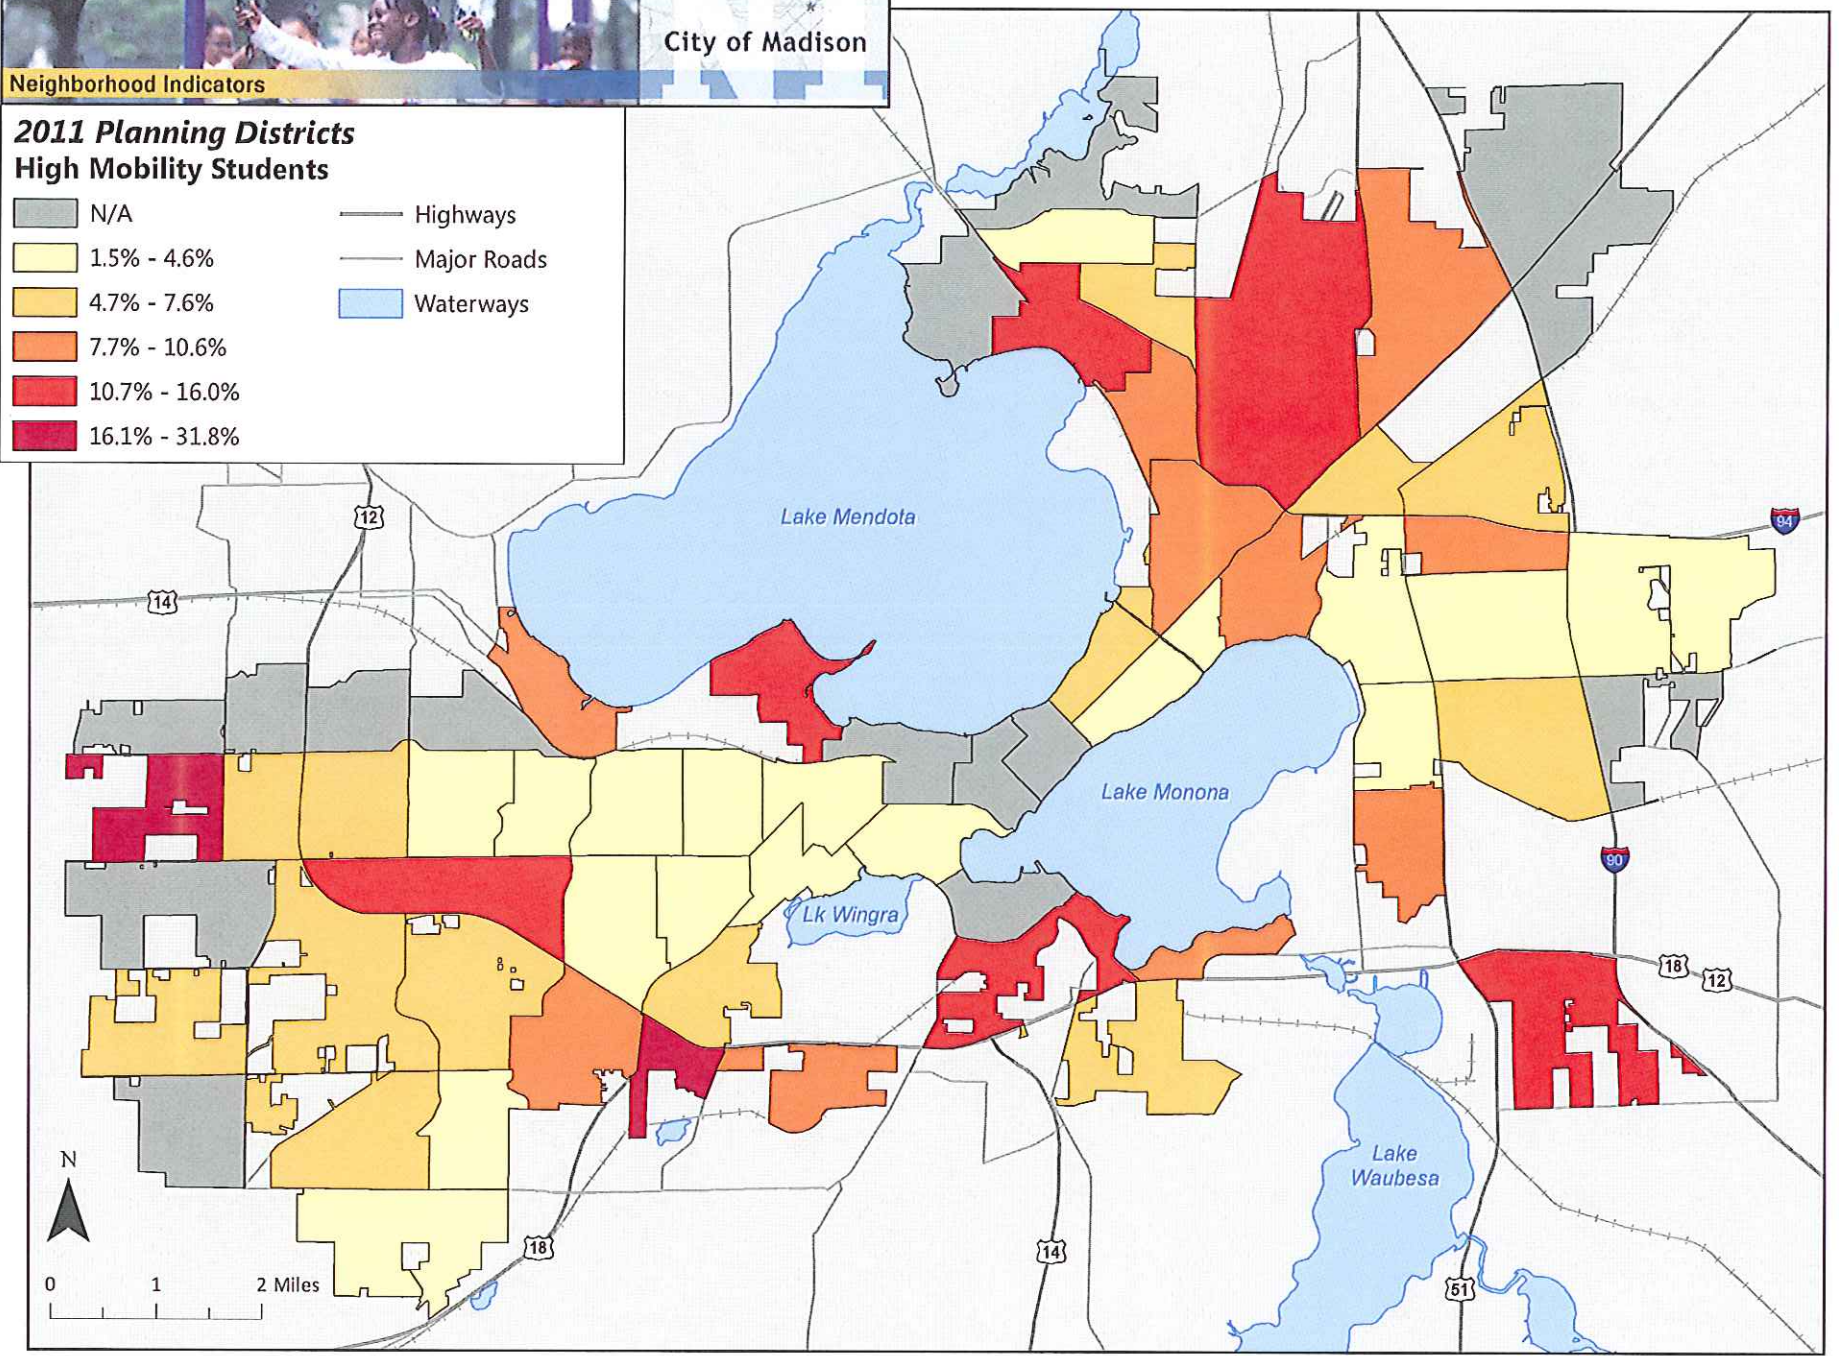 City of Madison
Neighborhood Indicators
2011 Planning Districts
High Mobility Students
N/A
1.5% - 4.6%
4.7% - 7.6%
7.7% - 10.6%
10.7% - 16.0%
16.1% - 31.8%
Highways
Major Roads
Waterways
12
Lake Mendota
94
14
Lake Monona
90
Lk Wingra
18
12
N
Lake
Waubesa
18
14
51
0 1 2 Miles